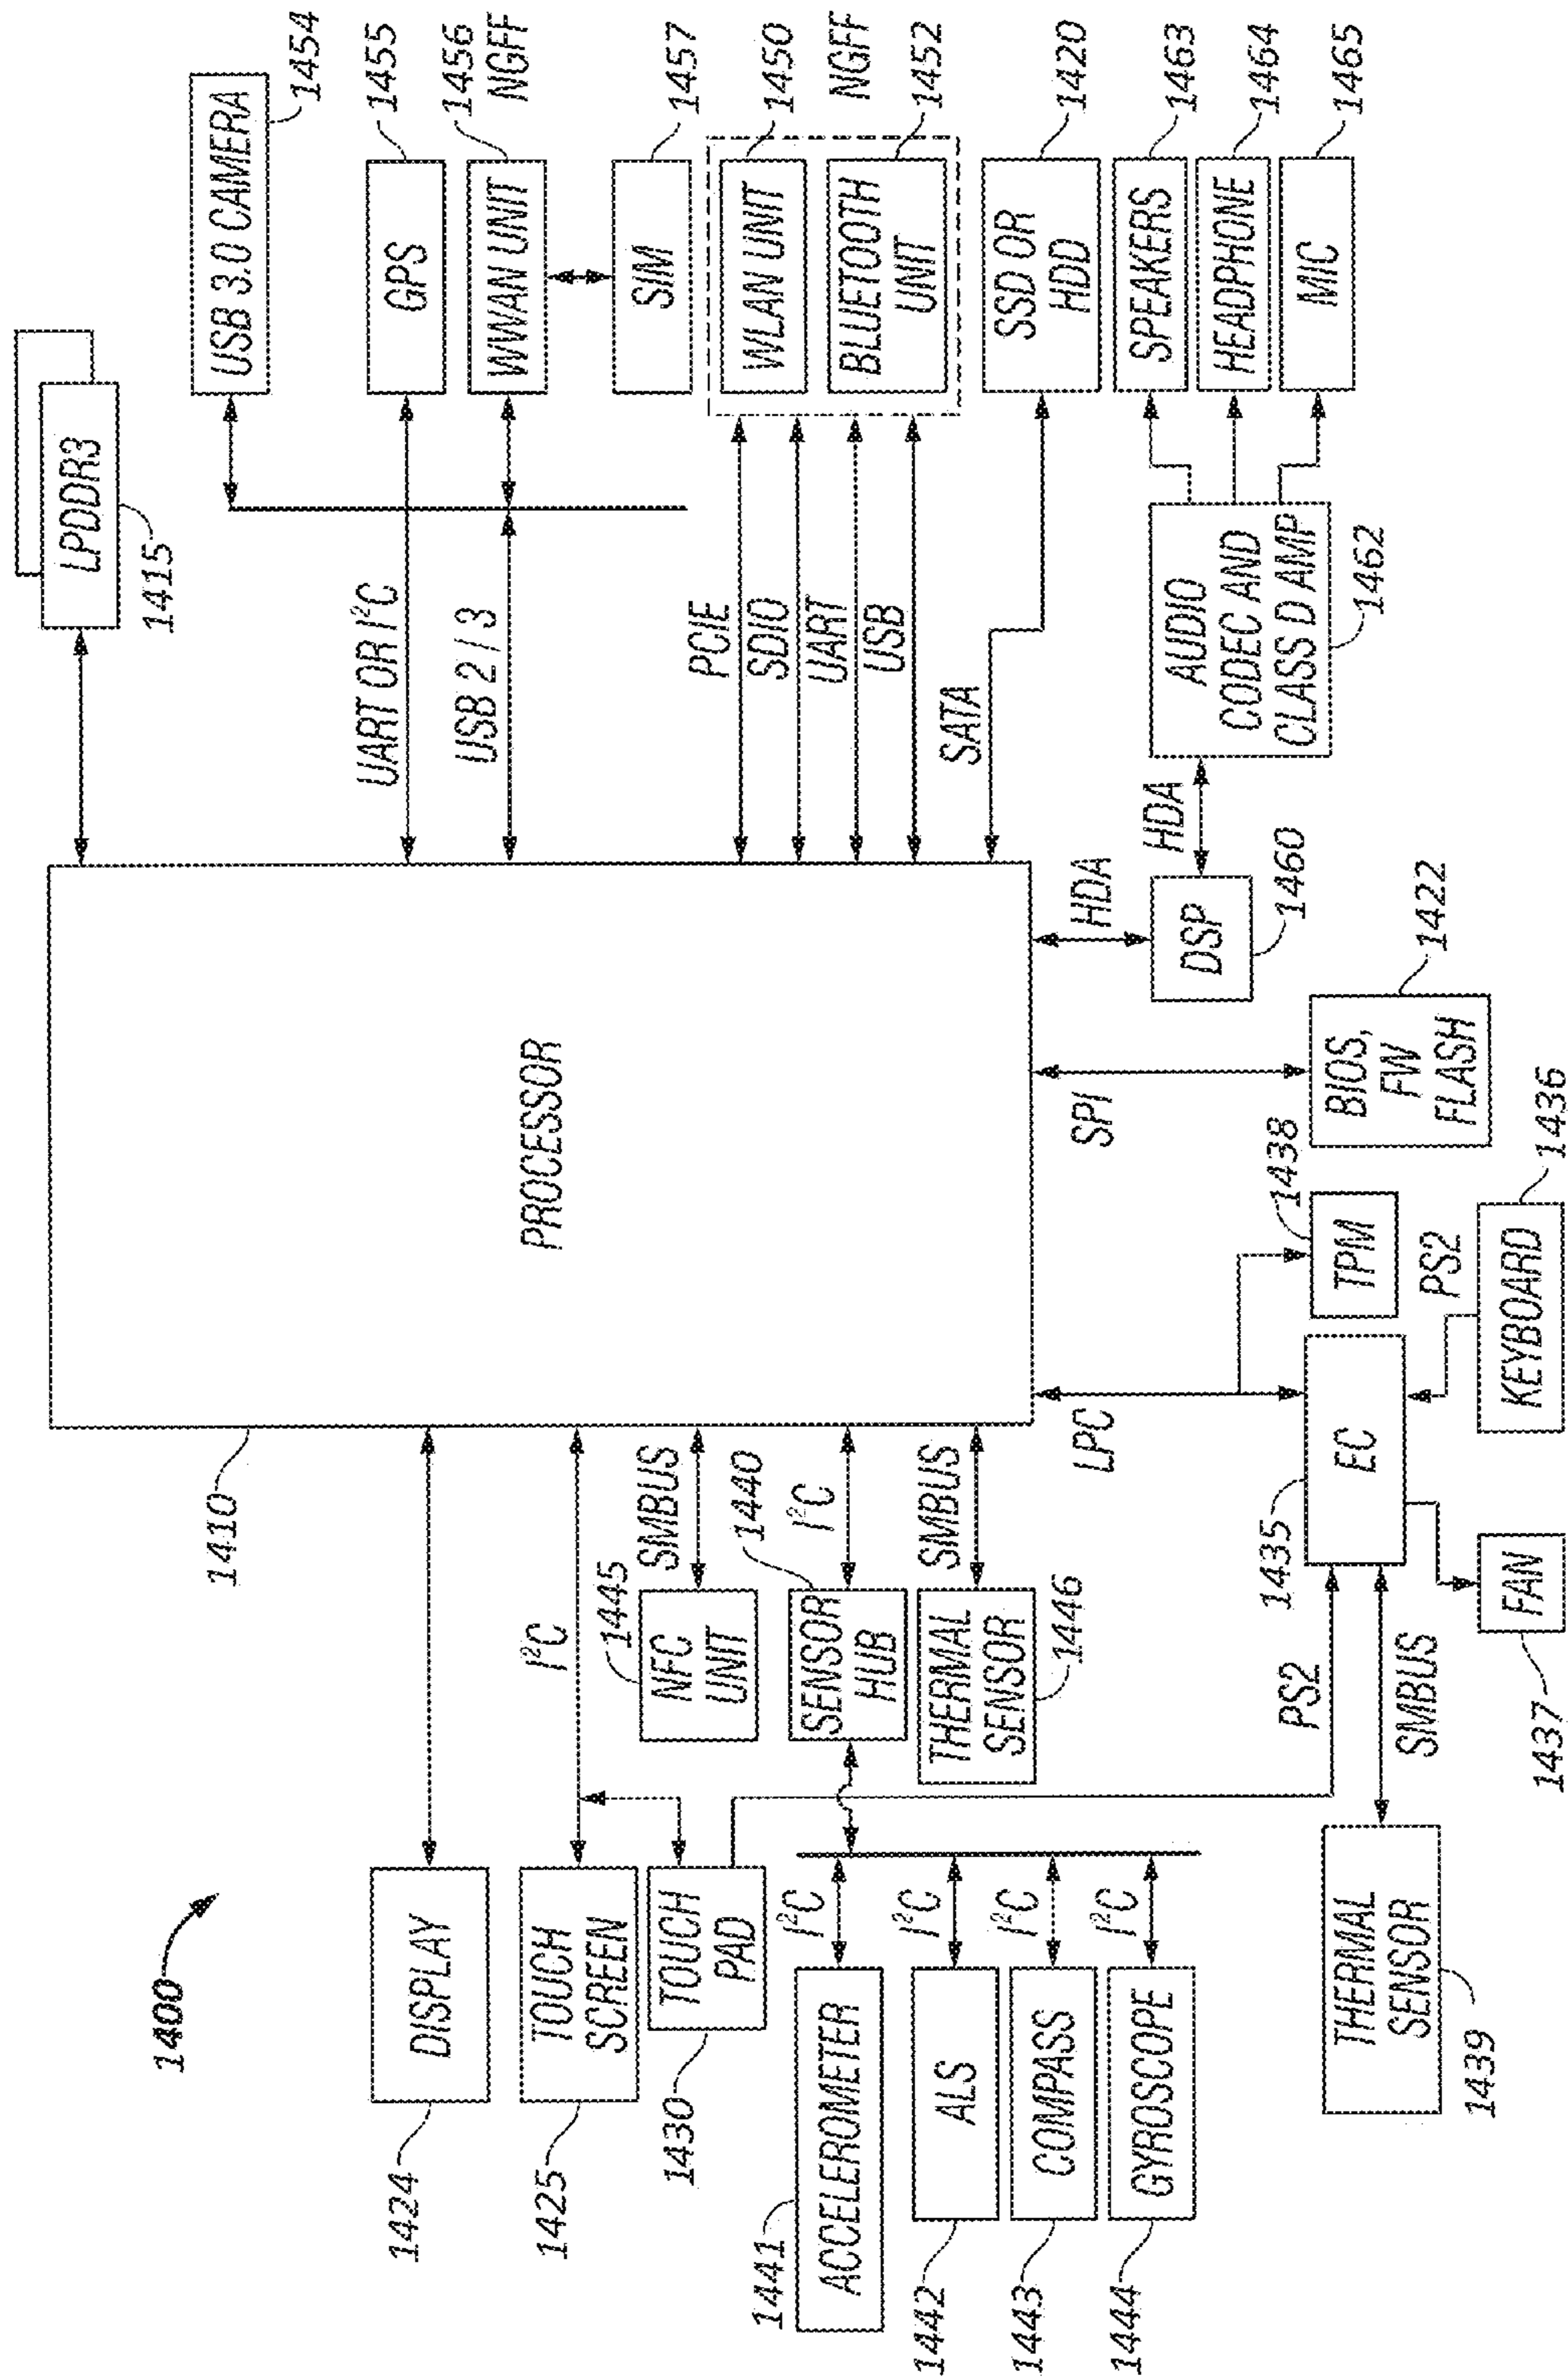 1400
1410
PROCESSOR
LPDDR3
1415
1424
DISPLAY
1425
TOUCH
SCREEN
I²C
1430
TOUCH
PAD
1445
NFC
UNIT
SMBUS
1440
SENSOR
HUB
I²C
THERMAL
SENSOR
1446
SMBUS
1441
ACCELEROMETER
I²C
1442
ALS
I²C
1443
COMPASS
I²C
1444
GYROSCOPE
I²C
THERMAL
SENSOR
1439
PS2
SMBUS
1435
EC
LPC
FAN
1437
TPM
1438
PS2
KEYBOARD
1436
SPI
BIOS,
FW
FLASH
1422
HDA
DSP
1460
HDA
AUDIO
CODEC AND
CLASS D AMP
1462
USB 3.0 CAMERA
1454
UART OR I²C
GPS
1455
USB 2 / 3
WWAN UNIT
1456
NGFF
SIM
1457
PCIE
SDIO
UART
USB
WLAN UNIT
1450
NGFF
BLUETOOTH
UNIT
1452
SATA
SSD OR
HDD
1420
SPEAKERS
1463
HEADPHONE
1464
MIC
1465